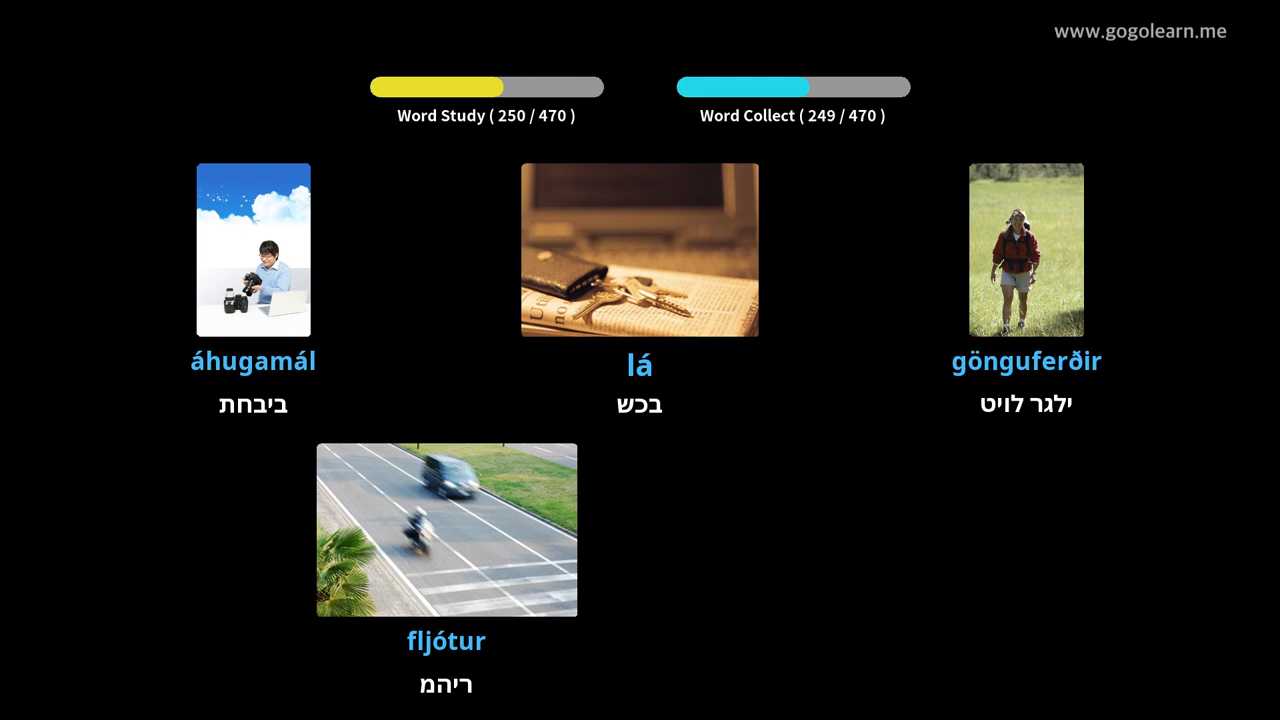 www.gogolearn.me
Word Study ( 250 / 470 )
Word Collect ( 249 / 470 )
áhugamál
ביבחת
lá
בכש
gönguferðir
ילגר לויט
fljótur
ריהמ